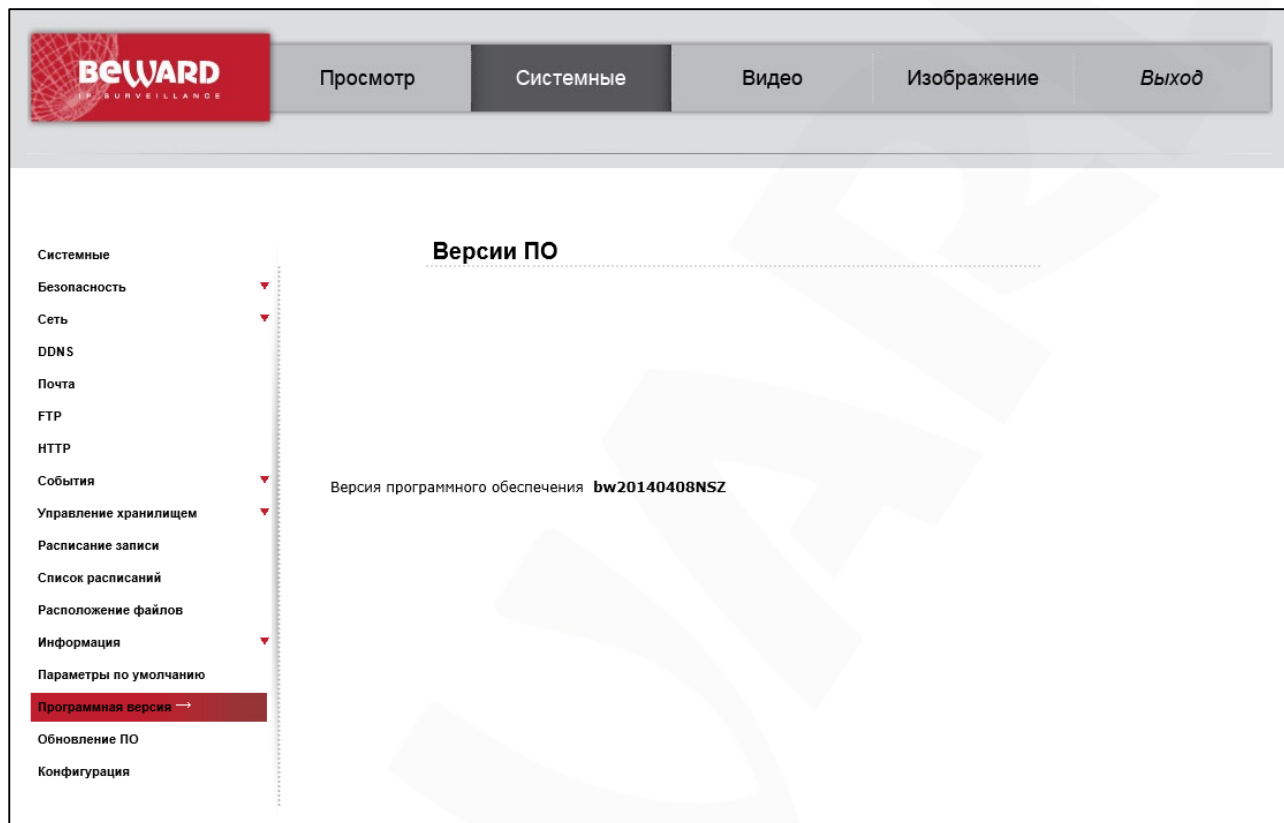 BEWARD
IP SURVEILLANCE
Просмотр
Системные
Видео
Изображение
Выход
Версии ПО
Системные
Безопасность
Сеть
DDNS
Почта
FTP
HTTP
События
Управление хранилищем
Расписание записи
Список расписаний
Расположение файлов
Информация
Параметры по умолчанию
Программная версия →
Обновление ПО
Конфигурация
Версия программного обеспечения bw20140408NSZ